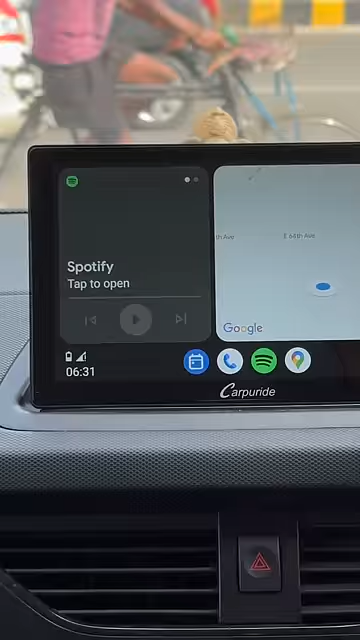 Spotify
Tap to open
th Ave
E 64th Ave
Google
06:31
Carpuride